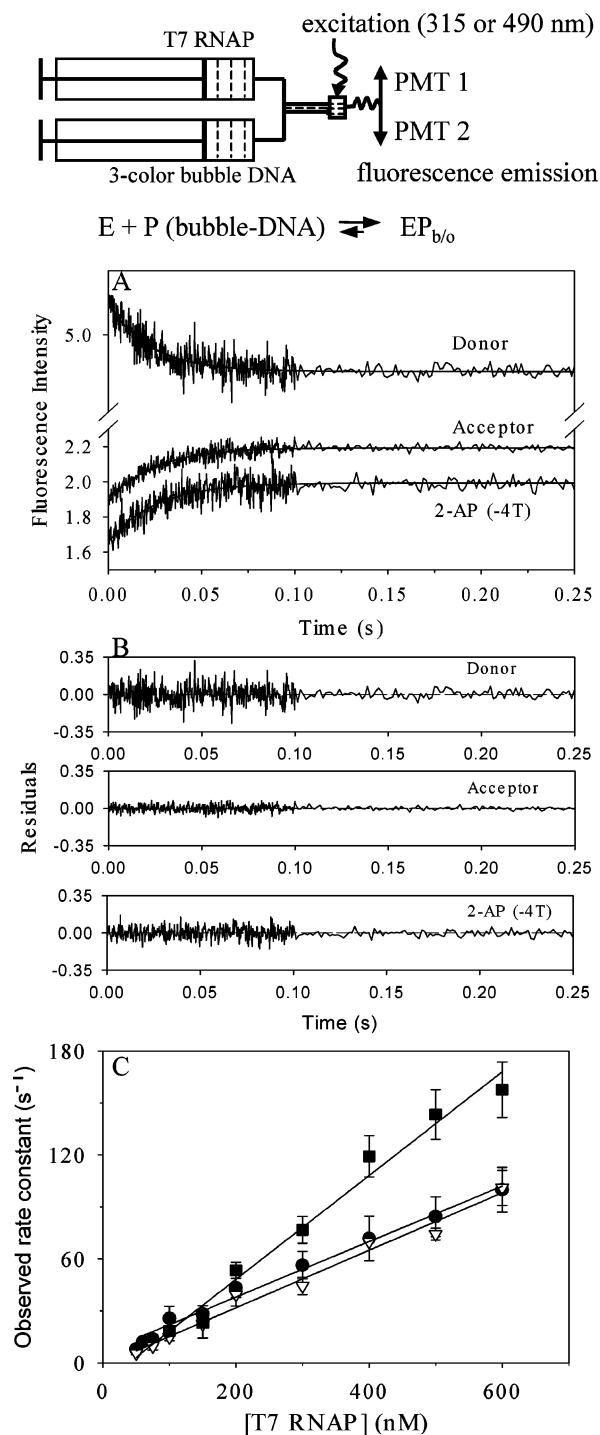 excitation (315 or 490 nm)
T7 RNAP
PMT 1
PMT 2
3-color bubble DNA
fluorescence emission
E + P (bubble-DNA) EPb/o
A
5.0
Donor
Acceptor
2.2
2.0
1.8
1.6
2-AP (-4T)
Fluorescence Intensity
0.00 0.05 0.10 0.15 0.20 0.25
Time (s)
B
0.35
0.00
-0.35
Donor
0.00 0.05 0.10 0.15 0.20 0.25
0.35
0.00
-0.35
Acceptor
Residuals
0.00 0.05 0.10 0.15 0.20 0.25
0.35
0.00
-0.35
2-AP (-4T)
0.00 0.05 0.10 0.15 0.20 0.25
Time (s)
C
180
120
60
0
Observed rate constant (s⁻¹)
0 200 400 600
[T7 RNAP] (nM)